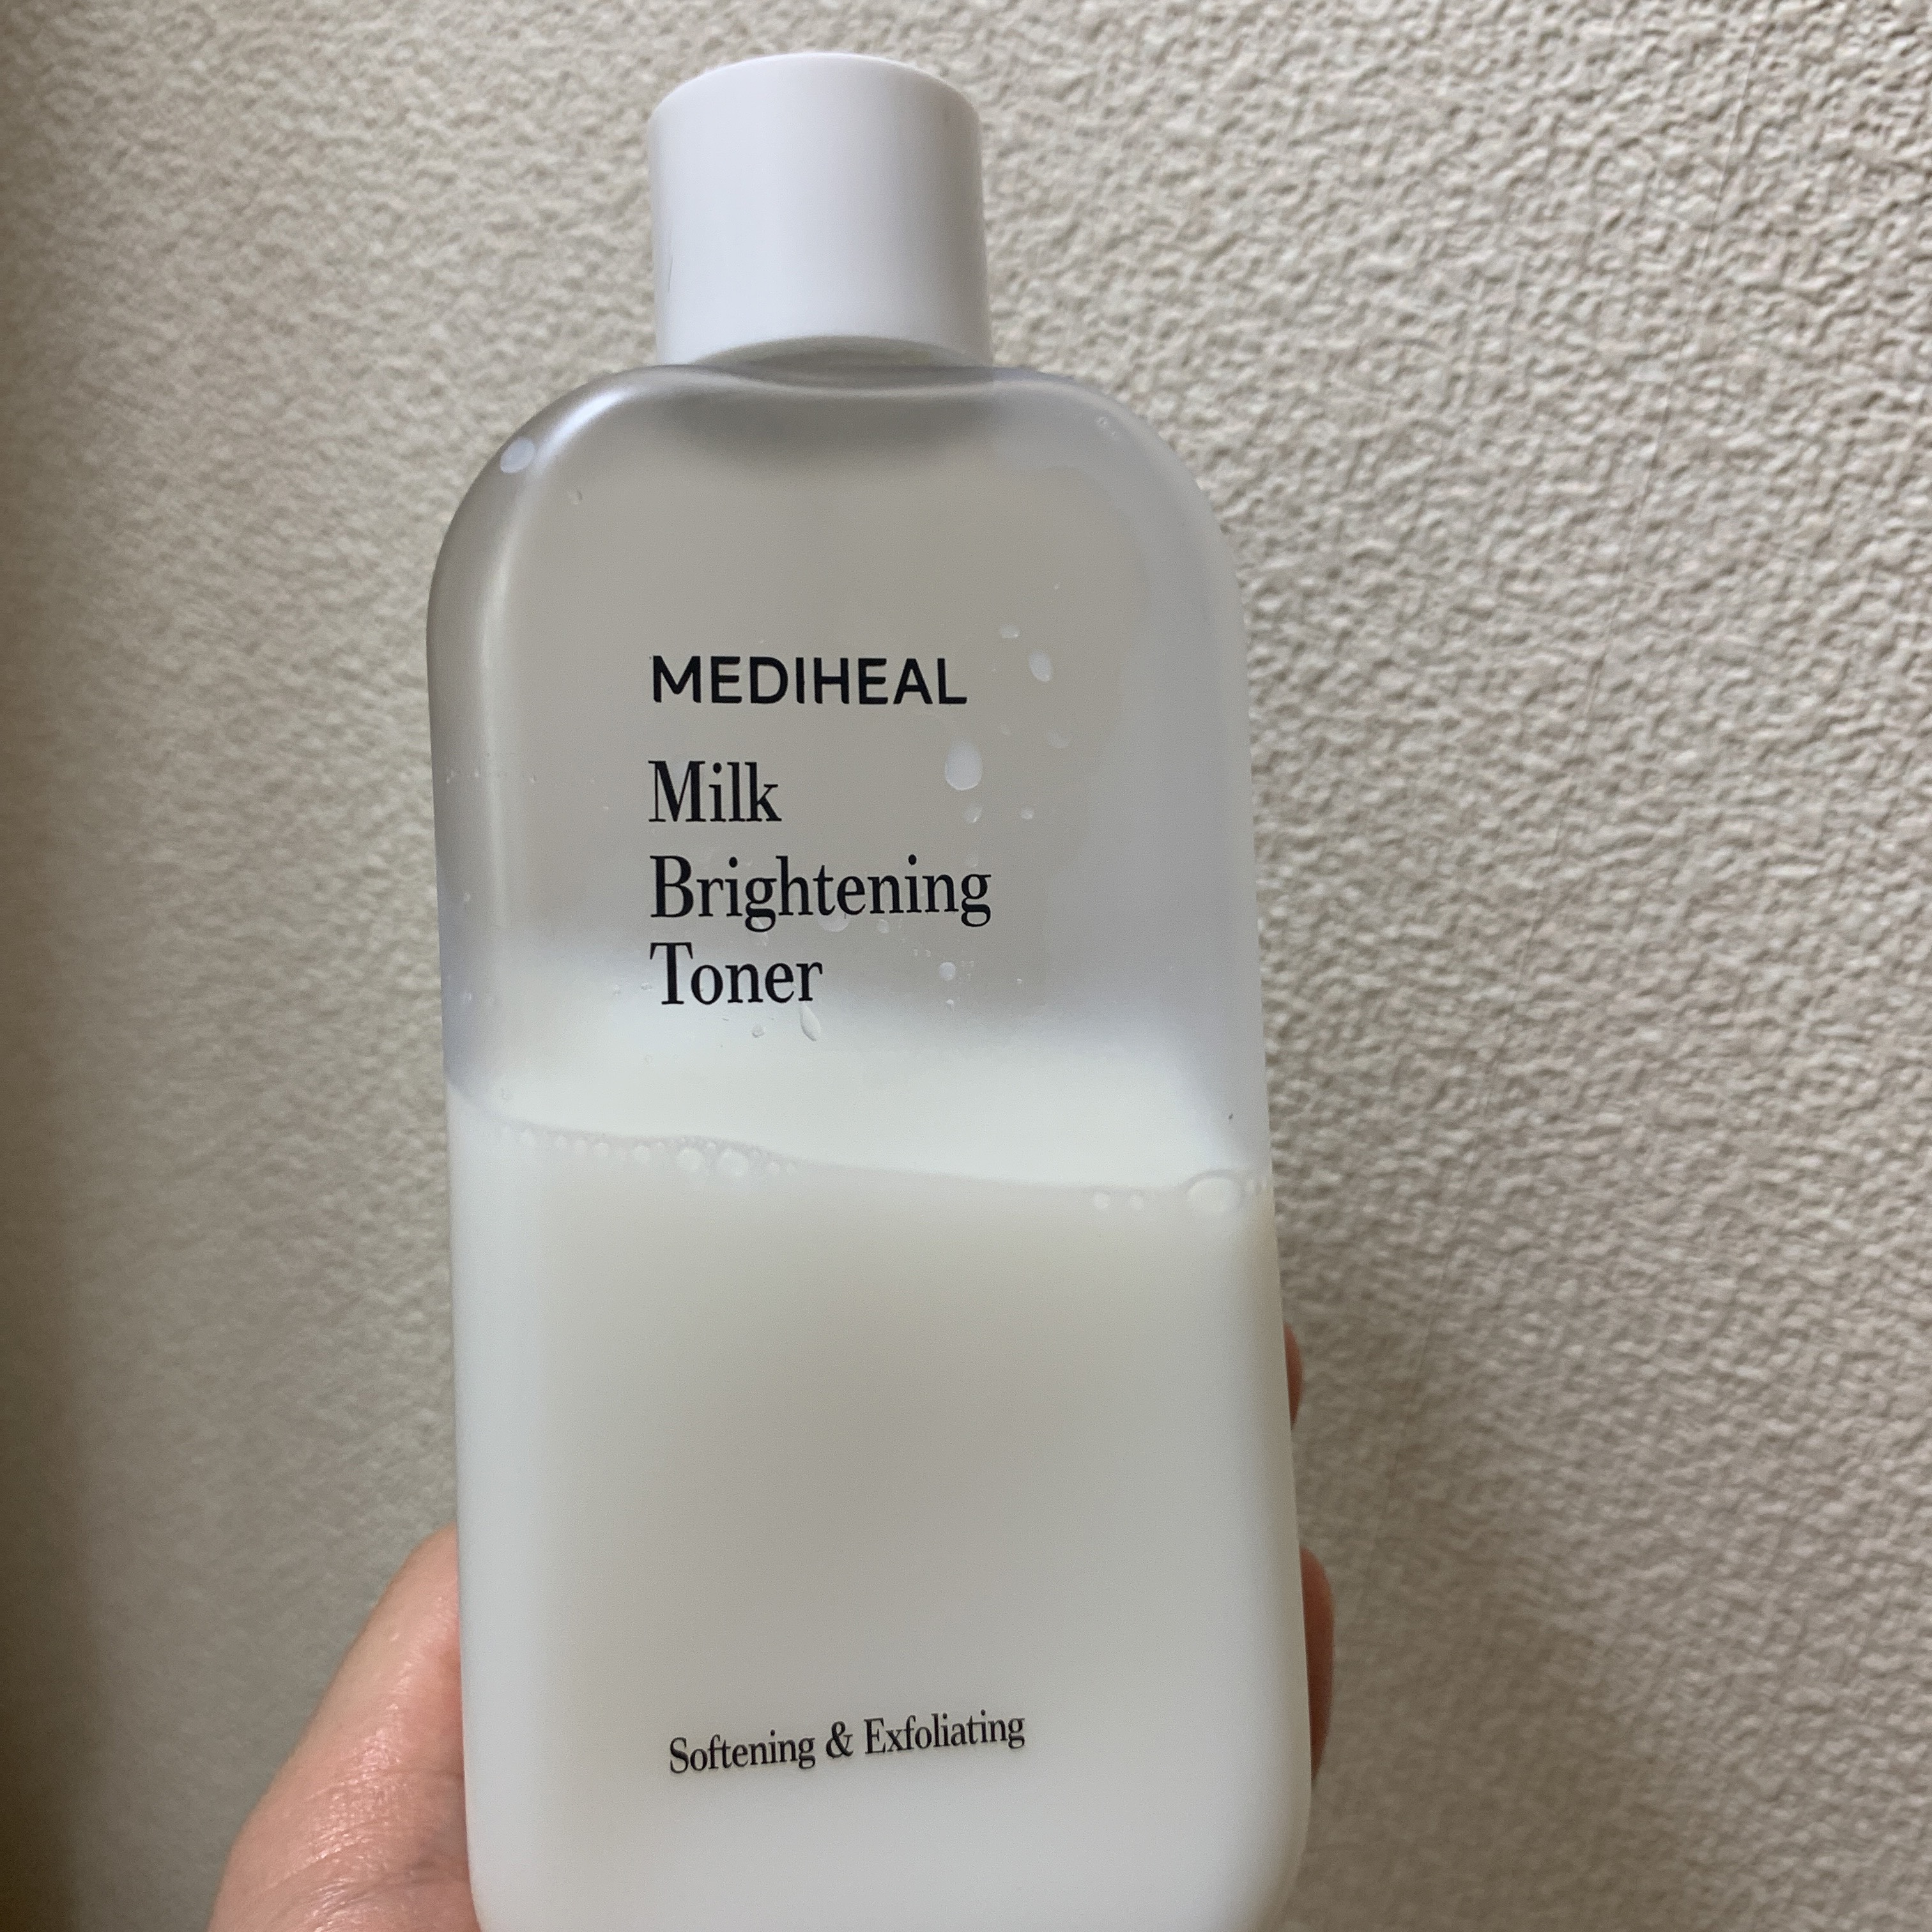 MEDIHEAL
Milk
Brightening
Toner
Softening & Exfoliating